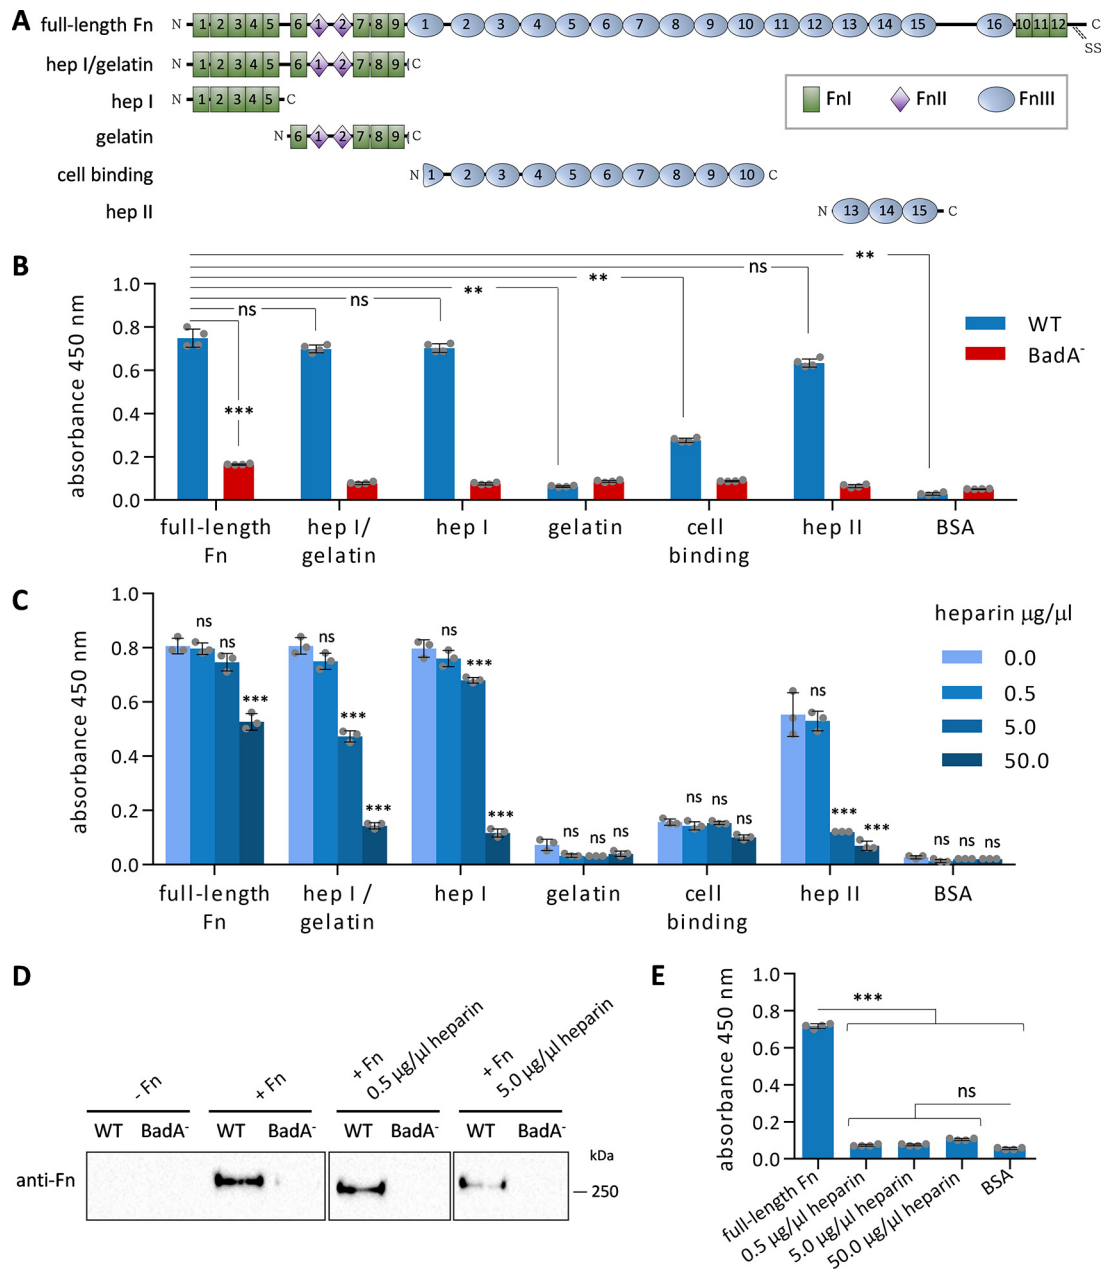 A
full-length Fn N 1 2 3 4 5 6 1 2 7 8 9 1 2 3 4 5 6 7 8 9 10 11 12 13 14 15 16 10 11 12 C
SS
hep I/gelatin N 1 2 3 4 5 6 1 2 7 8 9 C
hep I N 1 2 3 4 5 C
gelatin N 6 1 2 7 8 9 C
cell binding N 1 2 3 4 5 6 7 8 9 10 C
hep II N 13 14 15 C
FnI FnII FnIII
B
absorbance 450 nm
1.0
0.8
0.6
0.4
0.2
0.0
ns ns ** ** ns **
***
WT
BadA⁻
full-length Fn
hep I/ gelatin
hep I
gelatin
cell binding
hep II
BSA
C
absorbance 450 nm
1.0
0.8
0.6
0.4
0.2
0.0
ns ns ***
ns *** ***
ns *** ***
ns ns ns
ns ns ns
ns *** ***
ns ns ns
heparin µg/µl
0.0
0.5
5.0
50.0
full-length Fn
hep I / gelatin
hep I
gelatin
cell binding
hep II
BSA
D
- Fn
+ Fn
+ Fn
0.5 µg/µl heparin
+ Fn
5.0 µg/µl heparin
WT BadA⁻ WT BadA⁻ WT BadA⁻ WT BadA⁻
anti-Fn
kDa
250
E
absorbance 450 nm
1.0
0.8
0.6
0.4
0.2
0.0
***
ns
full-length Fn
0.5 µg/µl heparin
5.0 µg/µl heparin
50.0 µg/µl heparin
BSA